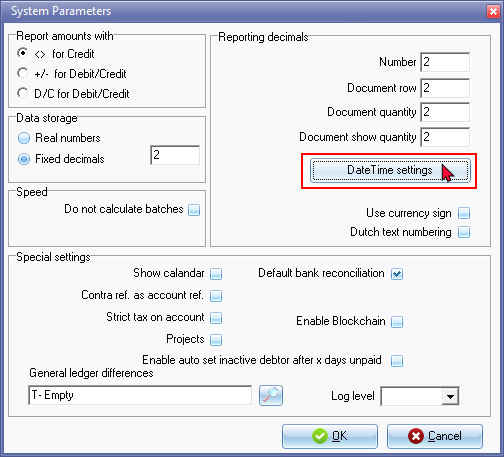 System Parameters
Report amounts with
<> for Credit
+/- for Debit/Credit
D/C for Debit/Credit
Data storage
Real numbers
Fixed decimals 2
Speed
Do not calculate batches
Reporting decimals
Number 2
Document row 2
Document quantity 2
Document show quantity 2
DateTime settings
Use currency sign
Dutch text numbering
Special settings
Show calandar
Default bank reconciliation
Contra ref. as account ref.
Strict tax on account
Enable Blockchain
Projects
Enable auto set inactive debtor after x days unpaid
General ledger differences
T- Empty
Log level
OK
Cancel